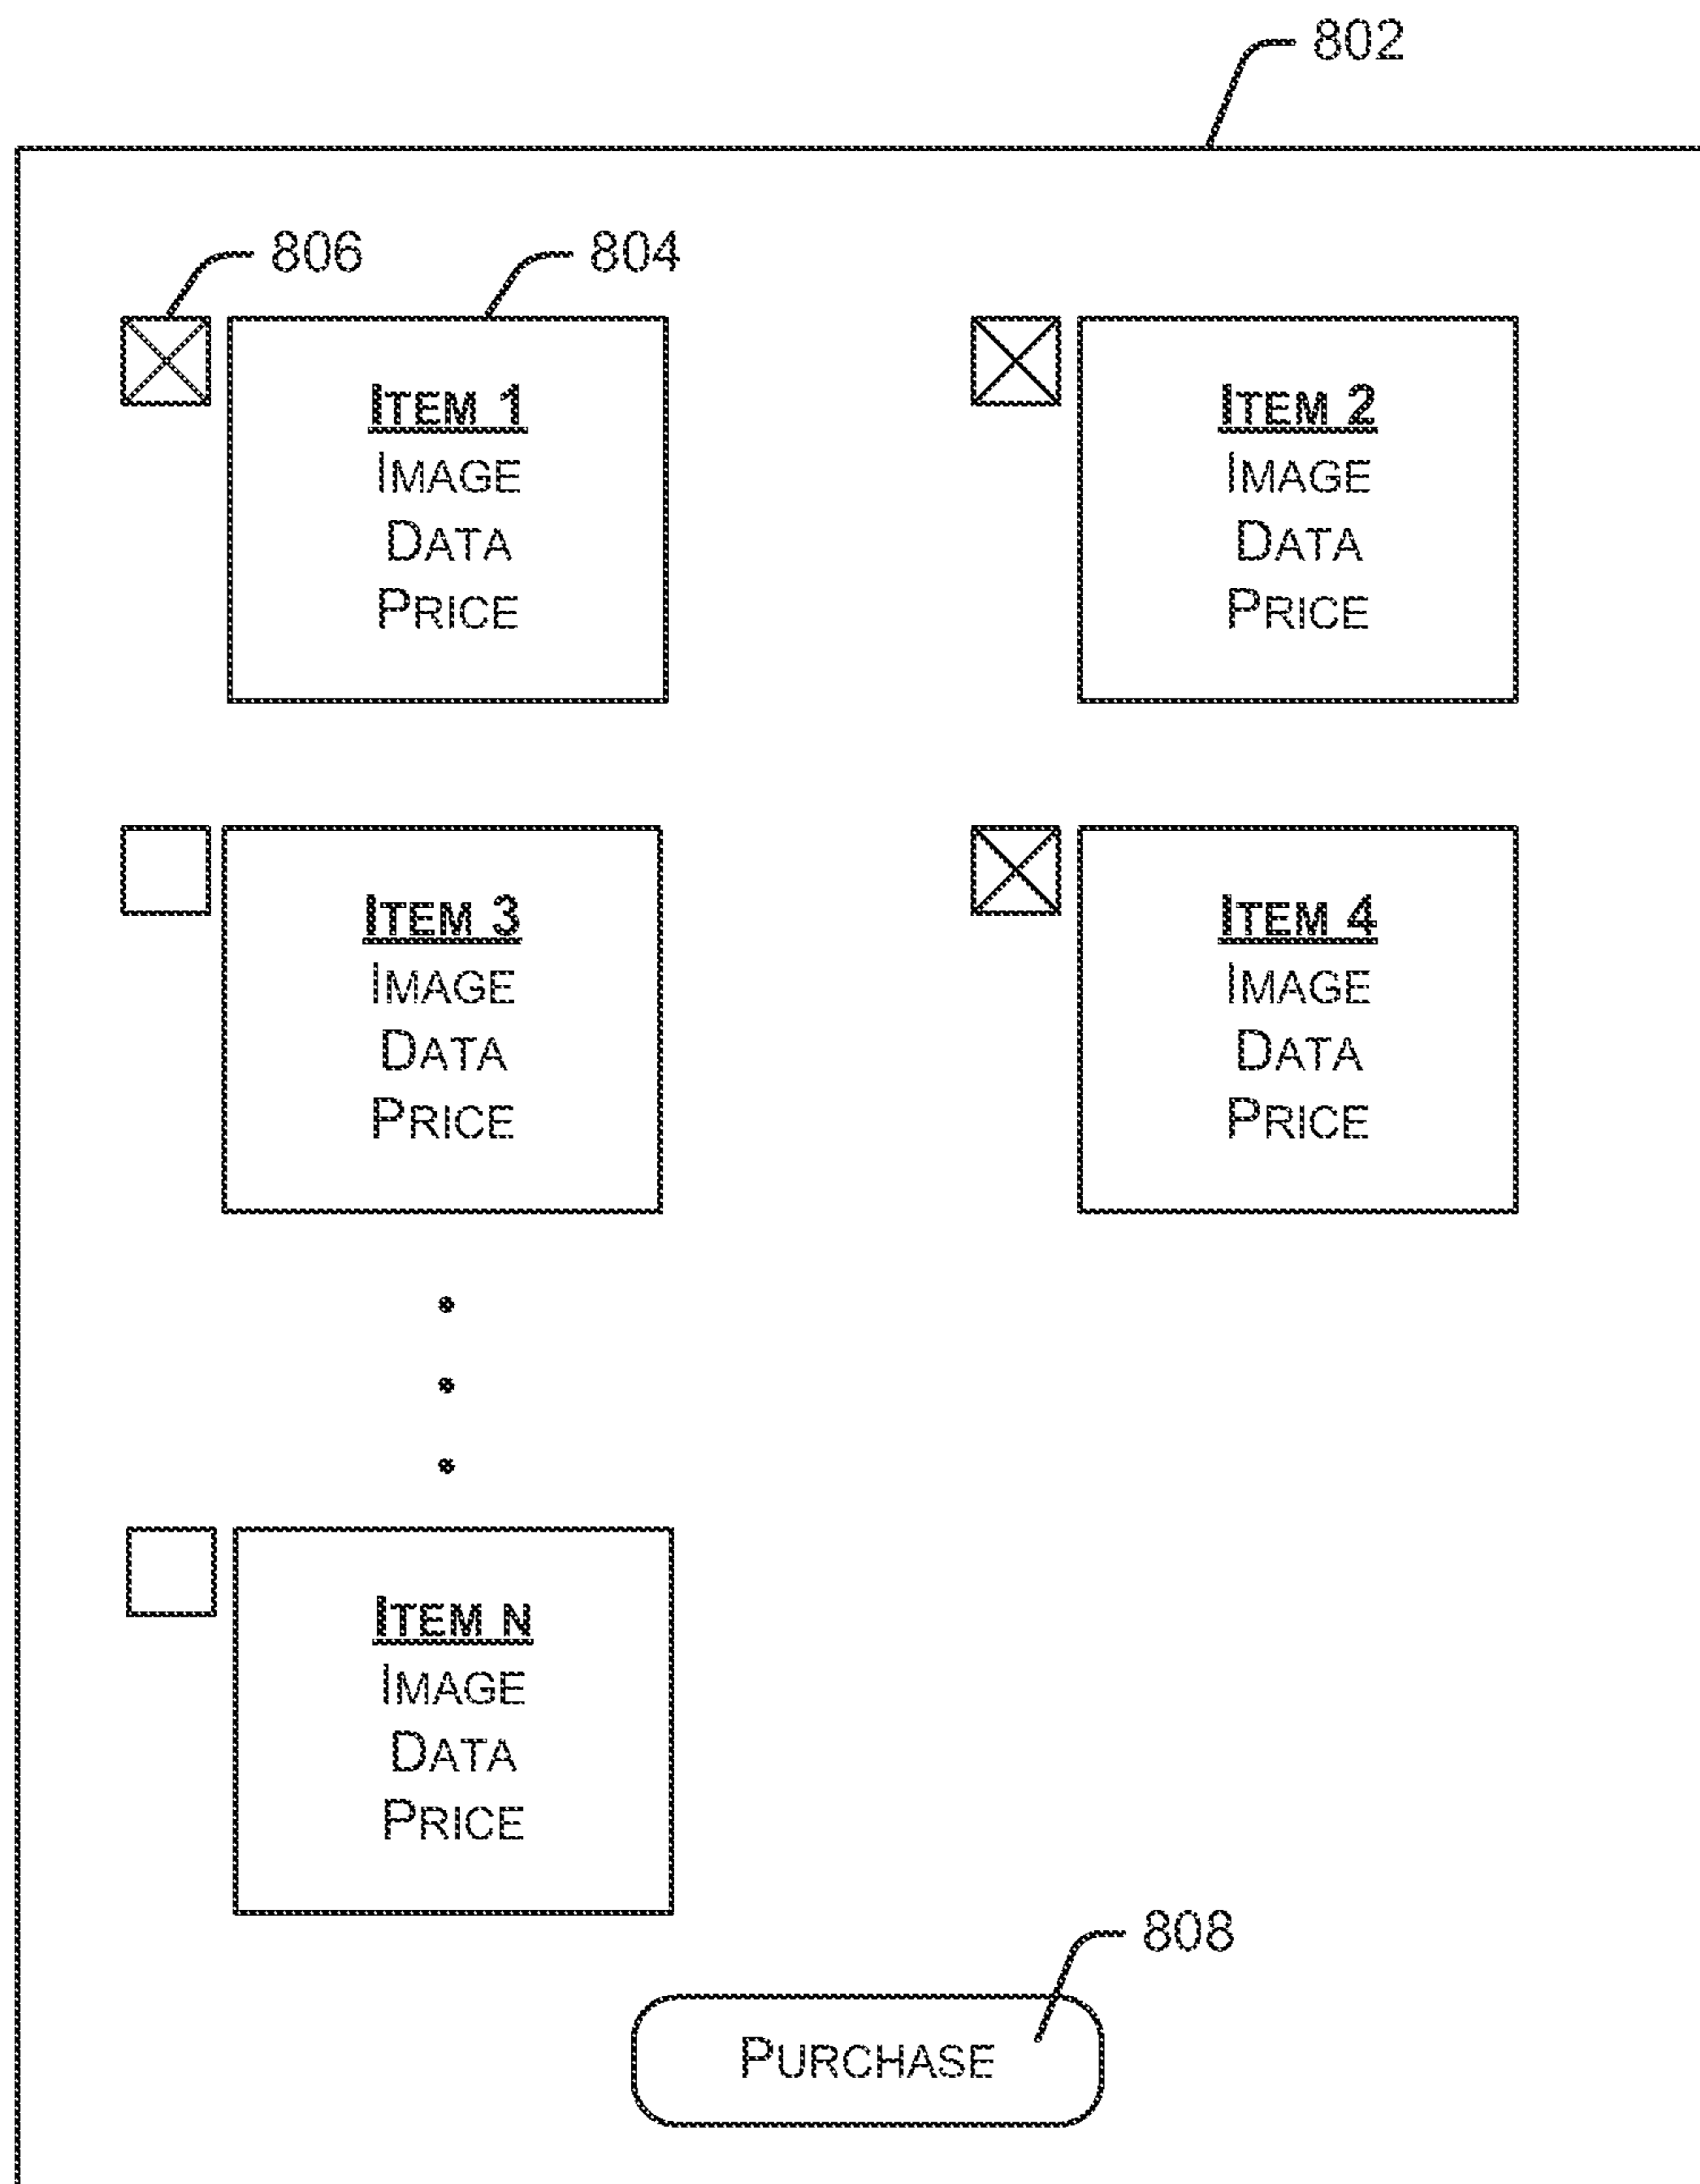 802
806
804
ITEM 1
IMAGE
DATA
PRICE
ITEM 2
IMAGE
DATA
PRICE
ITEM 3
IMAGE
DATA
PRICE
ITEM 4
IMAGE
DATA
PRICE
ITEM N
IMAGE
DATA
PRICE
808
PURCHASE